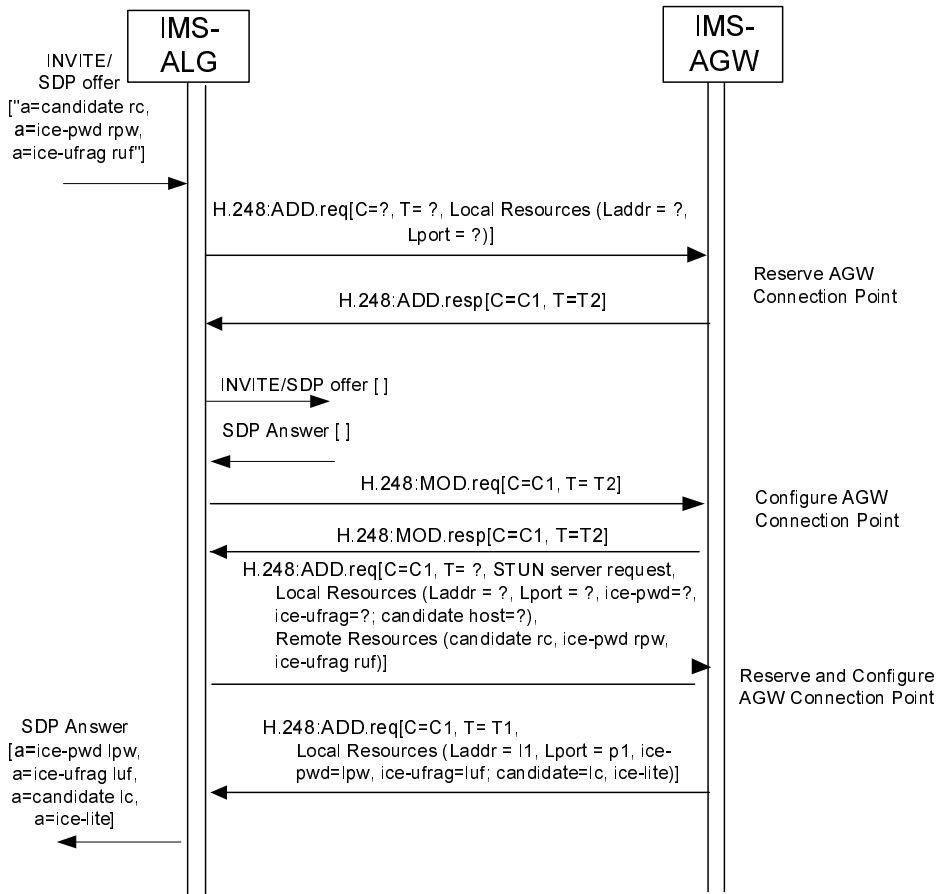 IMS-
ALG
IMS-
AGW
INVITE/
SDP offer
["a=candidate rc,
a=ice-pwd rpw,
a=ice-ufrag ruf"]
H.248:ADD.req[C=?, T= ?, Local Resources (Laddr = ?,
Lport = ?)]
Reserve AGW
Connection Point
H.248:ADD.resp[C=C1, T=T2]
INVITE/SDP offer [ ]
SDP Answer [ ]
H.248:MOD.req[C=C1, T= T2]
Configure AGW
Connection Point
H.248:MOD.resp[C=C1, T=T2]
H.248:ADD.req[C=C1, T= ?, STUN server request,
Local Resources (Laddr = ?, Lport = ?, ice-pwd=?,
ice-ufrag=?; candidate host=?),
Remote Resources (candidate rc, ice-pwd rpw,
ice-ufrag ruf)]
Reserve and Configure
AGW Connection Point
H.248:ADD.req[C=C1, T= T1,
Local Resources (Laddr = l1, Lport = p1, ice-
pwd=lpw, ice-ufrag=luf; candidate=lc, ice-lite)]
SDP Answer
[a=ice-pwd lpw,
a=ice-ufrag luf,
a=candidate lc,
a=ice-lite]